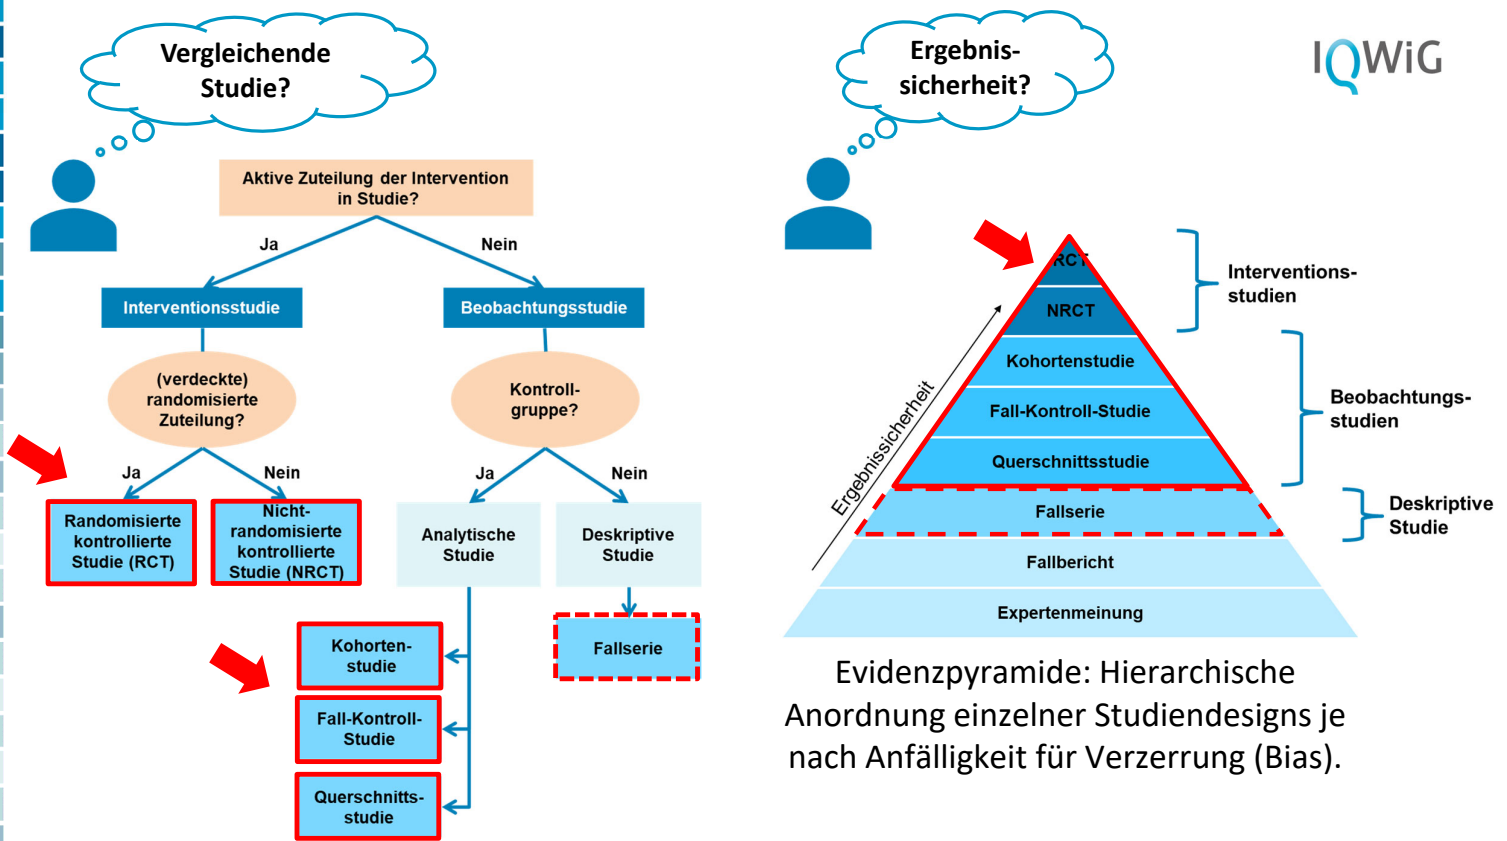 Vergleichende
Studie?
Aktive Zuteilung der Intervention
in Studie?
Ja
Nein
Interventionsstudie
Beobachtungsstudie
(verdeckte)
randomisierte
Zuteilung?
Kontroll-
gruppe?
Ja
Nein
Ja
Nein
Randomisierte
kontrollierte
Studie (RCT)
Nicht-
randomisierte
kontrollierte
Studie (NRCT)
Analytische
Studie
Deskriptive
Studie
Kohorten-
studie
Fallserie
Fall-Kontroll-
Studie
Querschnitts-
studie
Ergebnis-
sicherheit?
IQWiG
RCT
NRCT
Kohortenstudie
Fall-Kontroll-Studie
Querschnittsstudie
Fallserie
Fallbericht
Expertenmeinung
Ergebnissicherheit
Interventions-
studien
Beobachtungs-
studien
Deskriptive
Studie
Evidenzpyramide: Hierarchische
Anordnung einzelner Studiendesigns je
nach Anfälligkeit für Verzerrung (Bias).